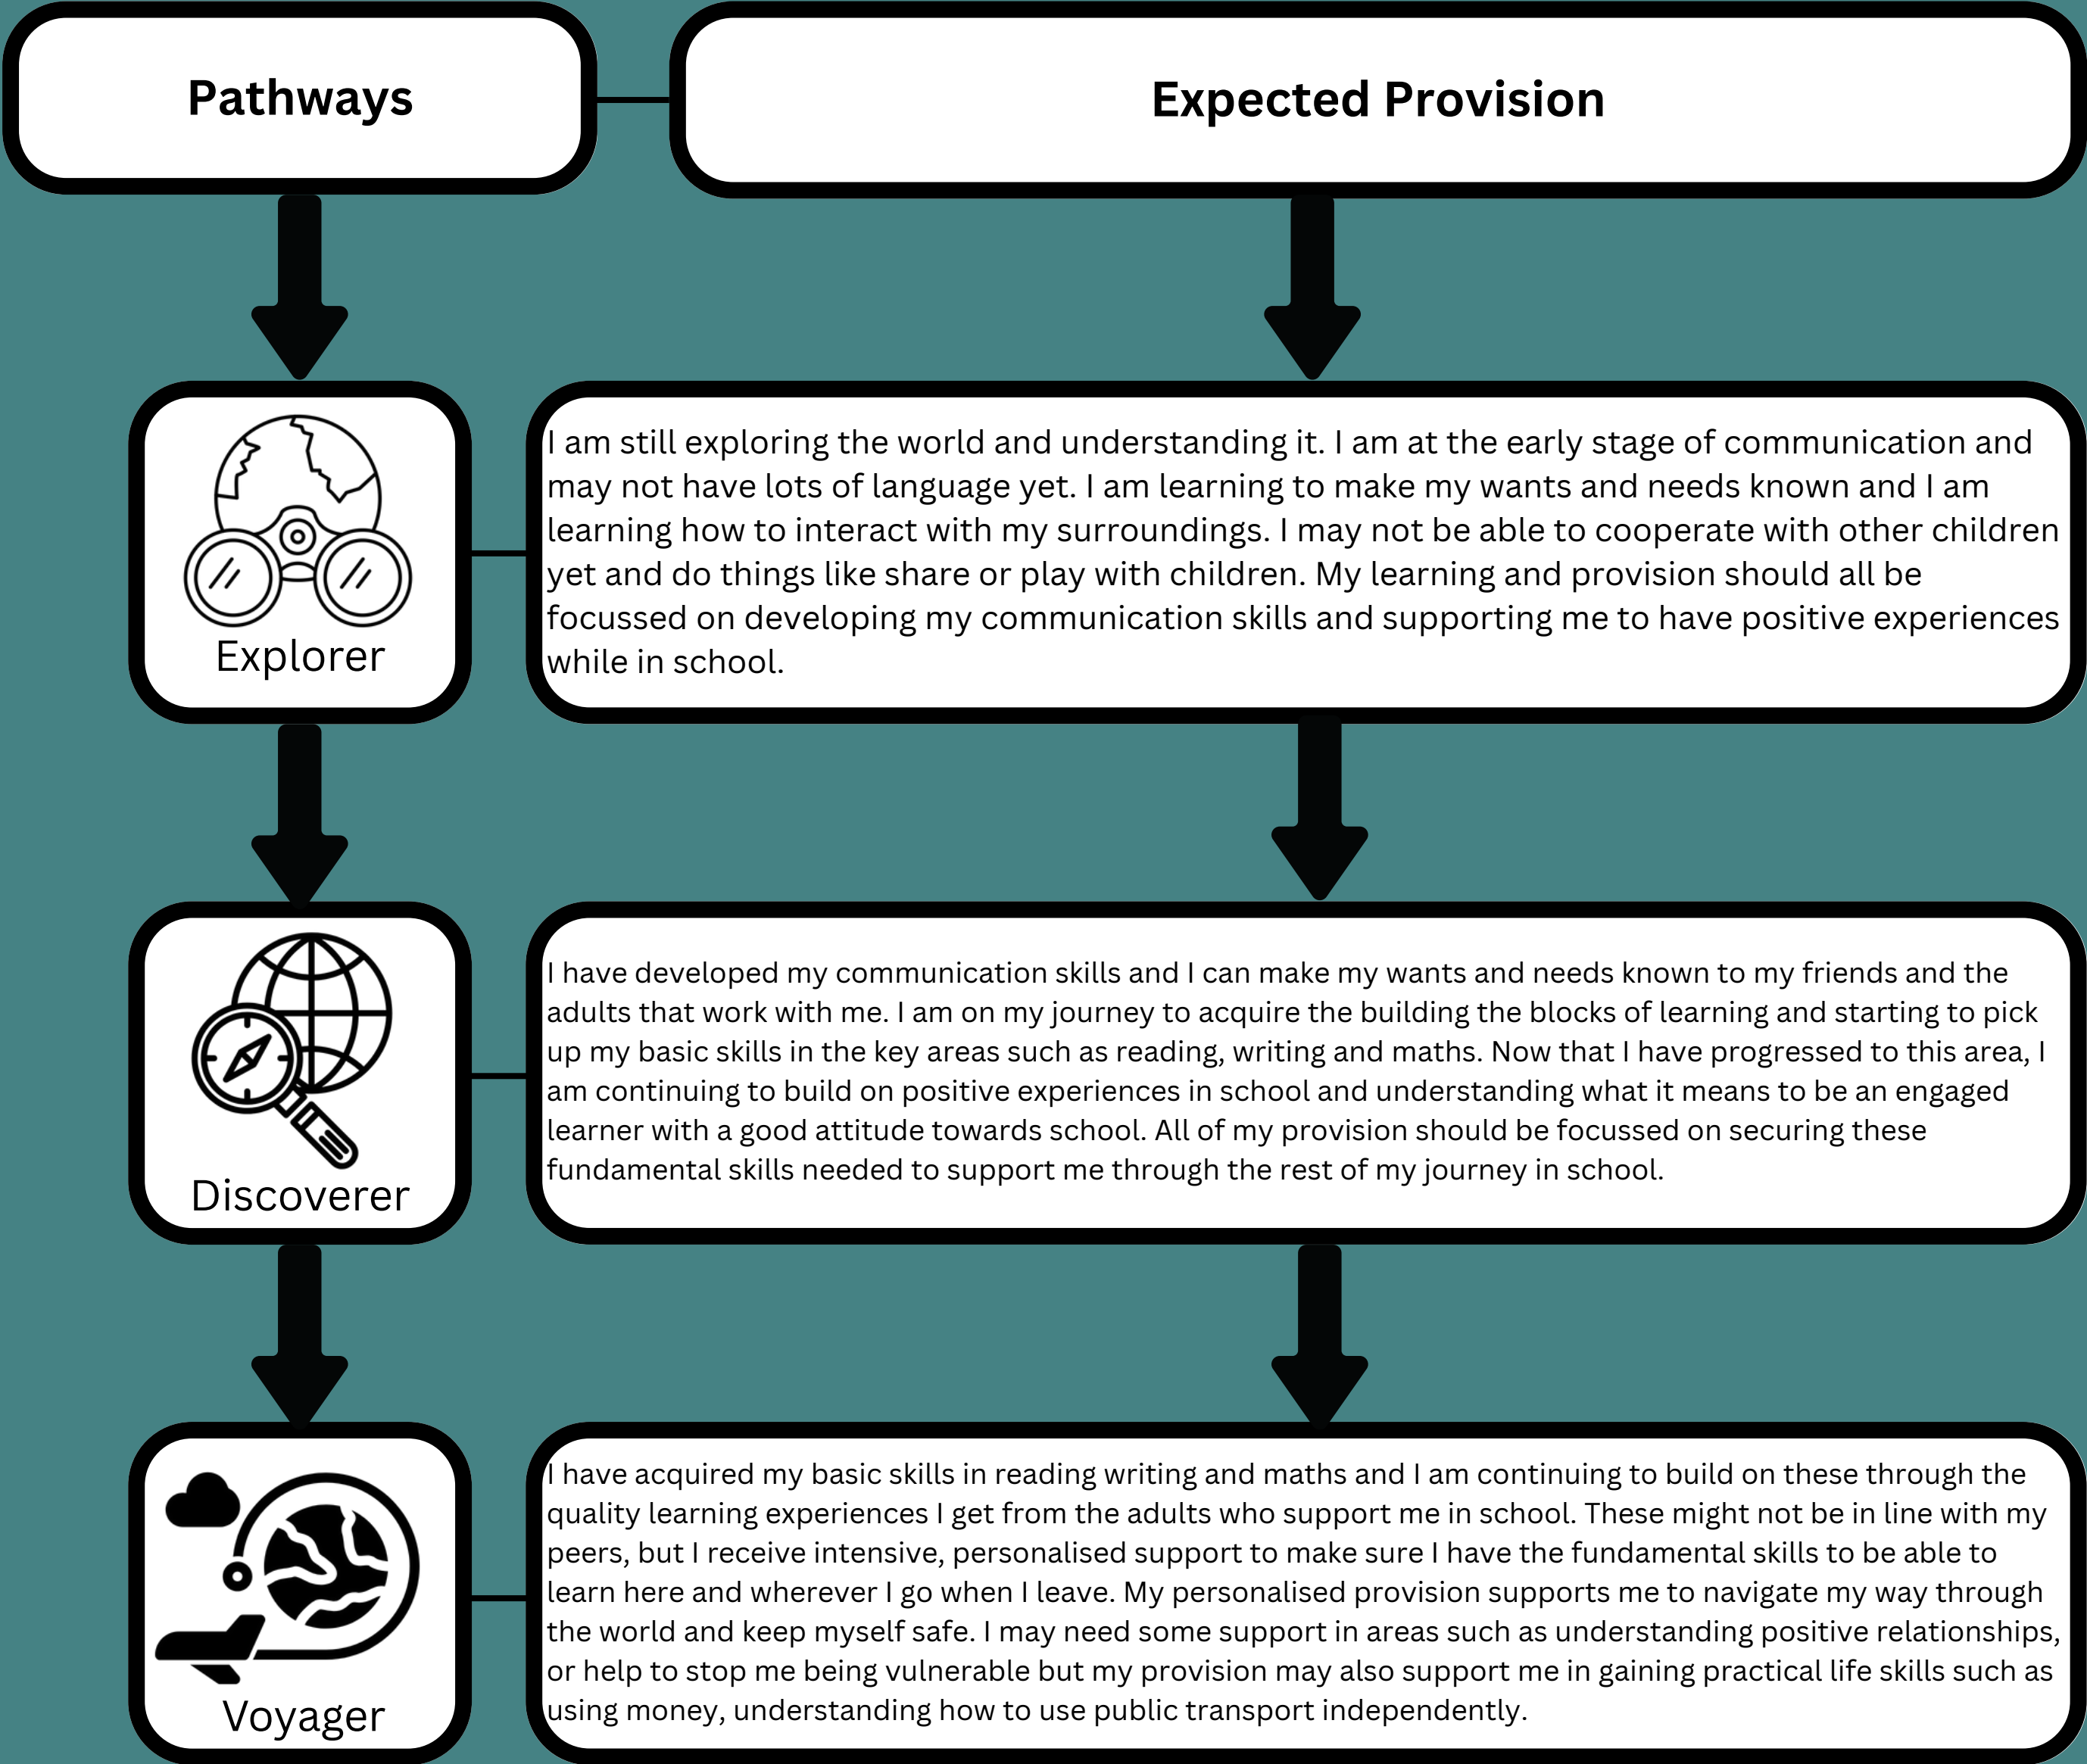 Pathways
Expected Provision
I am still exploring the world and understanding it. I am at the early stage of communication and
may not have lots of language yet. I am learning to make my wants and needs known and I am
learning how to interact with my surroundings. I may not be able to cooperate with other children
yet and do things like share or play with children. My learning and provision should all be
focussed on developing my communication skills and supporting me to have positive experiences
while in school.
Explorer
I have developed my communication skills and I can make my wants and needs known to my friends and the
adults that work with me. I am on my journey to acquire the building the blocks of learning and starting to pick
up my basic skills in the key areas such as reading, writing and maths. Now that I have progressed to this area, I
am continuing to build on positive experiences in school and understanding what it means to be an engaged
learner with a good attitude towards school. All of my provision should be focussed on securing these
fundamental skills needed to support me through the rest of my journey in school.
Discoverer
I have acquired my basic skills in reading writing and maths and I am continuing to build on these through the
quality learning experiences I get from the adults who support me in school. These might not be in line with my
peers, but I receive intensive, personalised support to make sure I have the fundamental skills to be able to
learn here and wherever I go when I leave. My personalised provision supports me to navigate my way through
the world and keep myself safe. I may need some support in areas such as understanding positive relationships,
or help to stop me being vulnerable but my provision may also support me in gaining practical life skills such as
using money, understanding how to use public transport independently.
Voyager